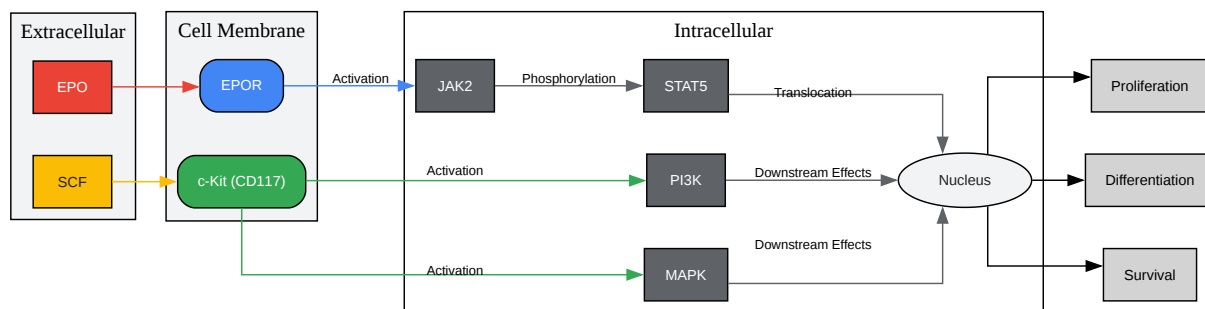 Extracellular
Cell Membrane
Intracellular
EPO
EPOR
Activation
JAK2
Phosphorylation
STAT5
Translocation
Proliferation
SCF
c-Kit (CD117)
Activation
PI3K
Downstream Effects
Nucleus
Differentiation
Activation
MAPK
Downstream Effects
Survival